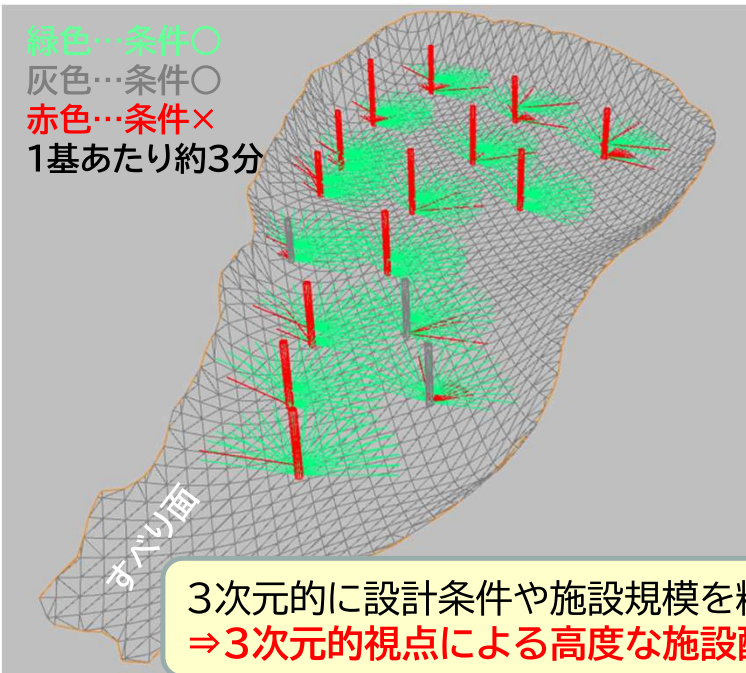 緑色…条件〇
灰色…条件〇
赤色…条件×
1基あたり約3分
すべり面
3次元的に設計条件や施設規模を
⇒3次元的視点による高度な施設